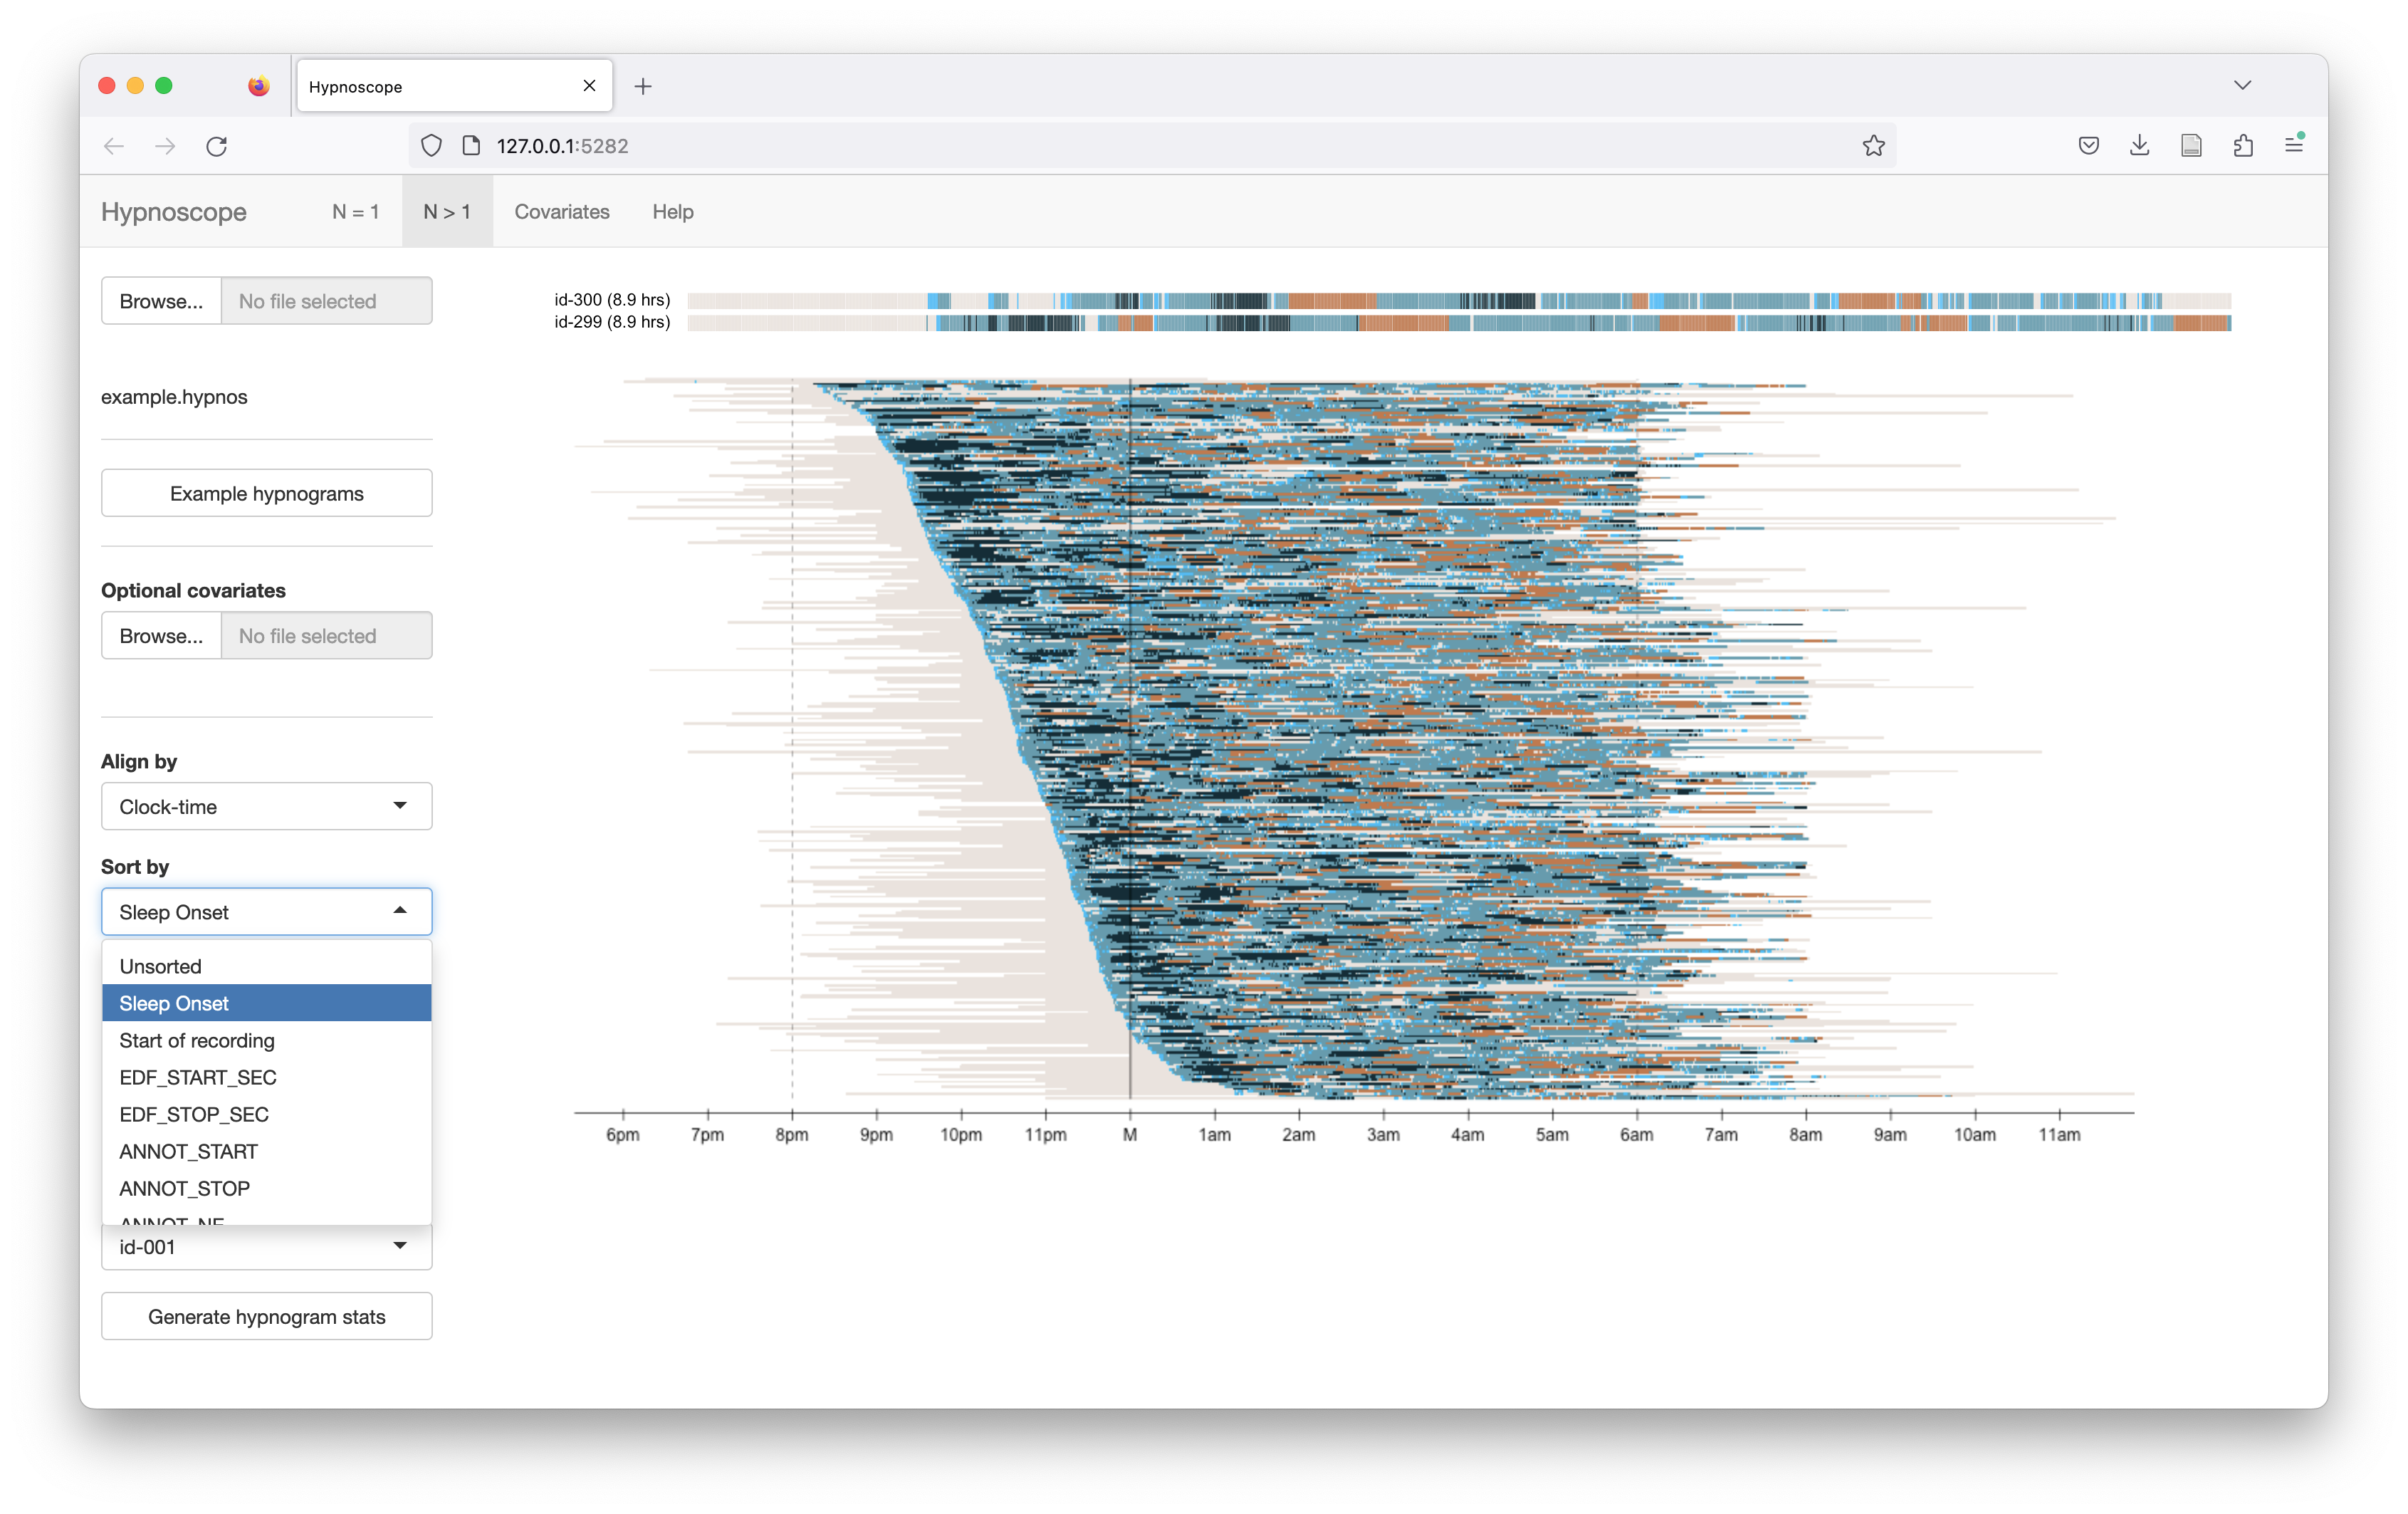 Hypnoscope
127.0.0.1:5282
Hypnoscope N = 1 N > 1 Covariates Help
Browse... No file selected
example.hypnos
Example hypnograms
Optional covariates
Browse... No file selected
Align by
Clock-time
Sort by
Sleep Onset
Unsorted
Sleep Onset
Start of recording
EDF_START_SEC
EDF_STOP_SEC
ANNOT_START
ANNOT_STOP
id-001
Generate hypnogram stats
id-300 (8.9 hrs)
id-299 (8.9 hrs)
6pm 7pm 8pm 9pm 10pm 11pm M 1am 2am 3am 4am 5am 6am 7am 8am 9am 10am 11am